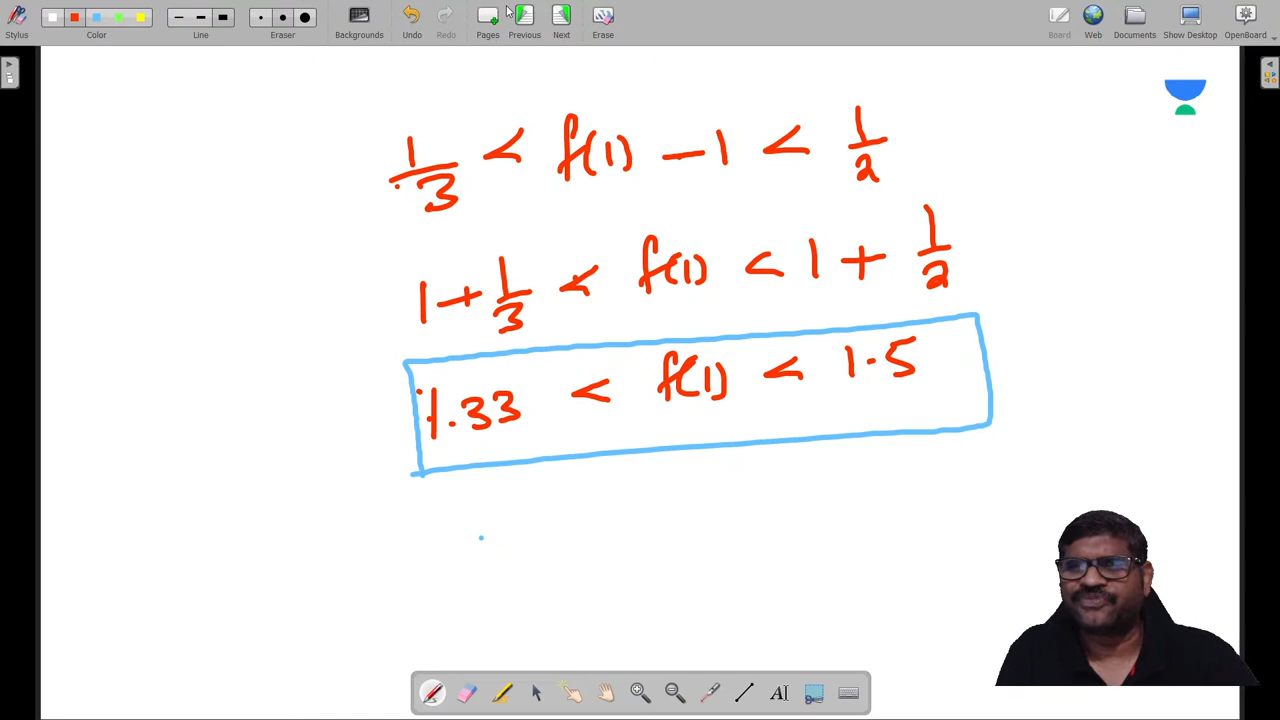 Stylus Color Line Eraser Backgrounds Undo Redo Pages Previous Next Erase Board Web Documents Show Desktop OpenBoard
1/3 < f(1) - 1 < 1/2
1 + 1/3 < f(1) < 1 + 1/2
1.33 < f(1) < 1.5